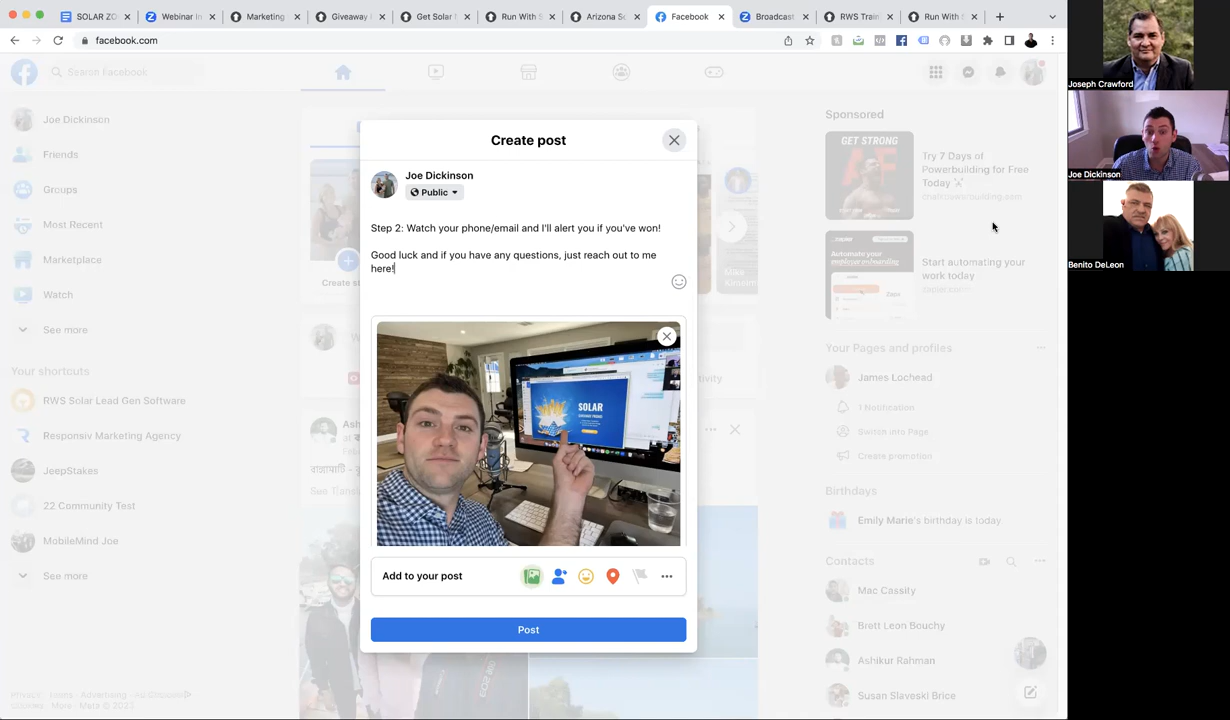 SOLAR ZO
Webinar In
Marketing
Giveaway
Get Solar
Run With S
Arizona So
Facebook
Broadcast
RWS Train
Run With
facebook.com
Search Facebook
Joe Dickinson
Friends
Groups
Most Recent
Marketplace
Watch
See more
Your shortcuts
RWS Solar Lead Gen Software
Responsiv Marketing Agency
JeepStakes
22 Community Test
MobileMind Joe
See more
Create post
Joe Dickinson
Public
Step 2: Watch your phone/email and I'll alert you if you've won!
Good luck and if you have any questions, just reach out to me
here!
SOLAR
Add to your post
Post
Sponsored
GET STRONG
Try 7 Days of
Powerbuilding for Free
Today
Start automating your
work today
zapier.com
Your Pages and profiles
James Lochead
1 Notification
Switch into Page
Create promotion
Birthdays
Emily Marie's birthday is today.
Contacts
Mac Cassity
Brett Leon Bouchy
Ashikur Rahman
Susan Slaveski Brice
Joseph Crawford
Joe Dickinson
Benito DeLeon